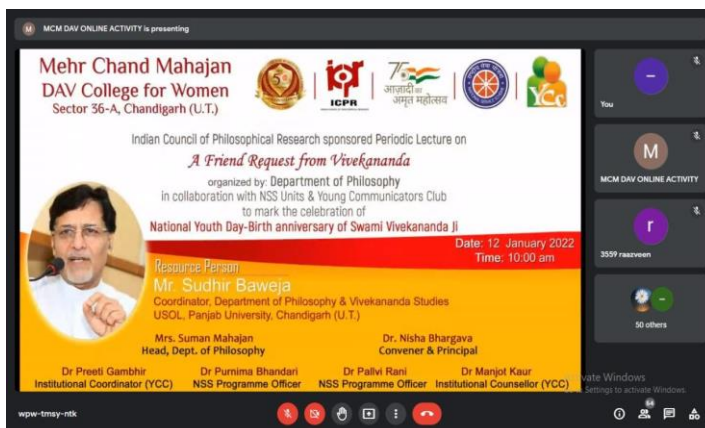 M MCM DAV ONLINE ACTIVITY is presenting
Mehr Chand Mahajan
DAV College for Women
Sector 36-A, Chandigarh (U.T.)
ICPR
75
आज़ादी का
अमृत महोत्सव
YCC
Indian Council of Philosophical Research sponsored Periodic Lecture on
A Friend Request from Vivekananda
organized by: Department of Philosophy
in collaboration with NSS Units & Young Communicators Club
to mark the celebration of
National Youth Day-Birth anniversary of Swami Vivekananda Ji
Date: 12 January 2022
Time: 10:00 am
Resource Person
Mr. Sudhir Baweja
Coordinator, Department of Philosophy & Vivekananda Studies
USOL, Panjab University, Chandigarh (U.T.)
Mrs. Suman Mahajan
Head, Dept. of Philosophy
Dr. Nisha Bhargava
Convener & Principal
Dr Preeti Gambhir
Institutional Coordinator (YCC)
Dr Purnima Bhandari
NSS Programme Officer
Dr Pallvi Rani
NSS Programme Officer
Dr Manjot Kaur
Institutional Counsellor (YCC)
You
M
MCM DAV ONLINE ACTIVITY
r
3559 raazveen
50 others
vate Windows
Settings to activate Windows.
wpw-tmsy-ntk
54